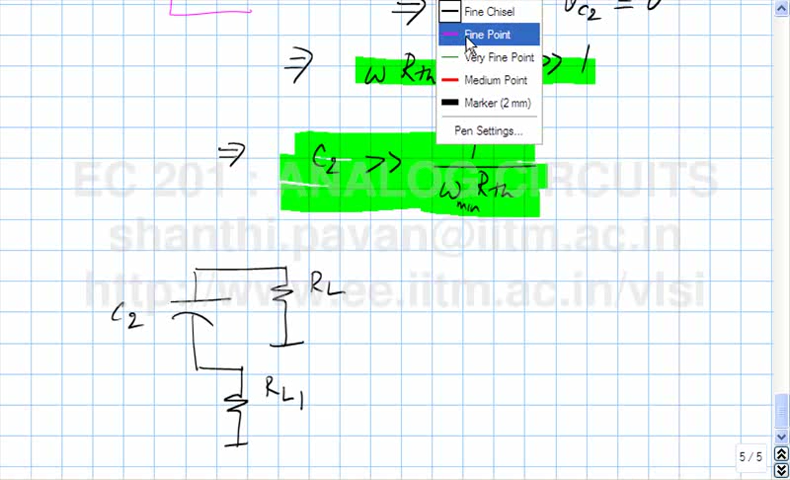 ⇒ V_C2 = 0
Fine Chisel
Fine Point
Very Fine Point
Medium Point
Marker (2 mm)
Pen Settings...
⇒ ω Rth >> 1
⇒ C2 >> 1 / ωmin Rth
EC 201 : ANALOG CIRCUITS
shanthi.pavan@iitm.ac.in
http://www.ee.iitm.ac.in/vlsi
C2
RL
RL1
5 / 5